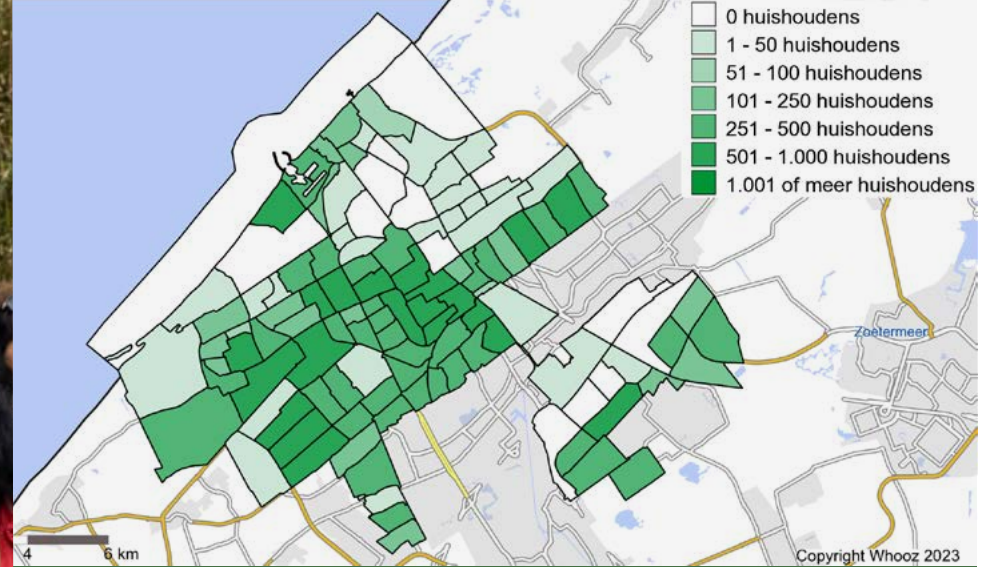 0 huishoudens
1 - 50 huishoudens
51 - 100 huishoudens
101 - 250 huishoudens
251 - 500 huishoudens
501 - 1.000 huishoudens
1.001 of meer huishoudens
Zoetermeer
4 6 km
Copyright Whooz 2023